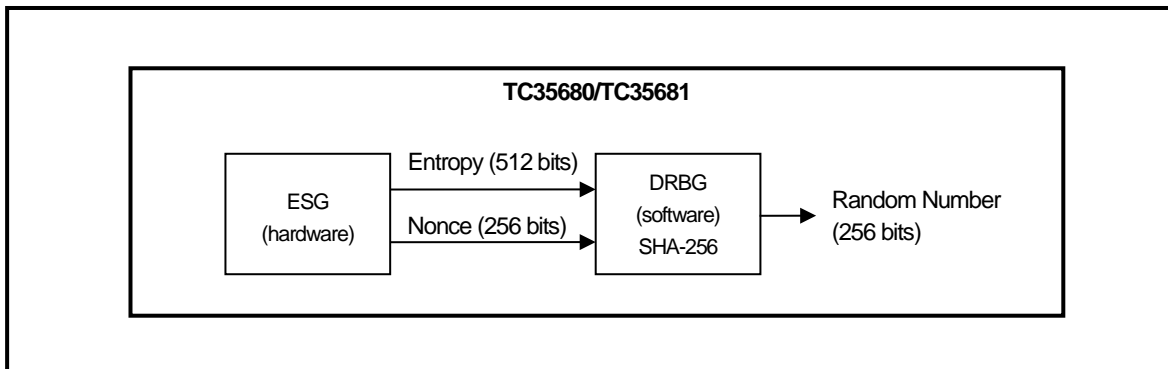 TC35680/TC35681
ESG
(hardware)
Entropy (512 bits)
Nonce (256 bits)
DRBG
(software)
SHA-256
Random Number
(256 bits)